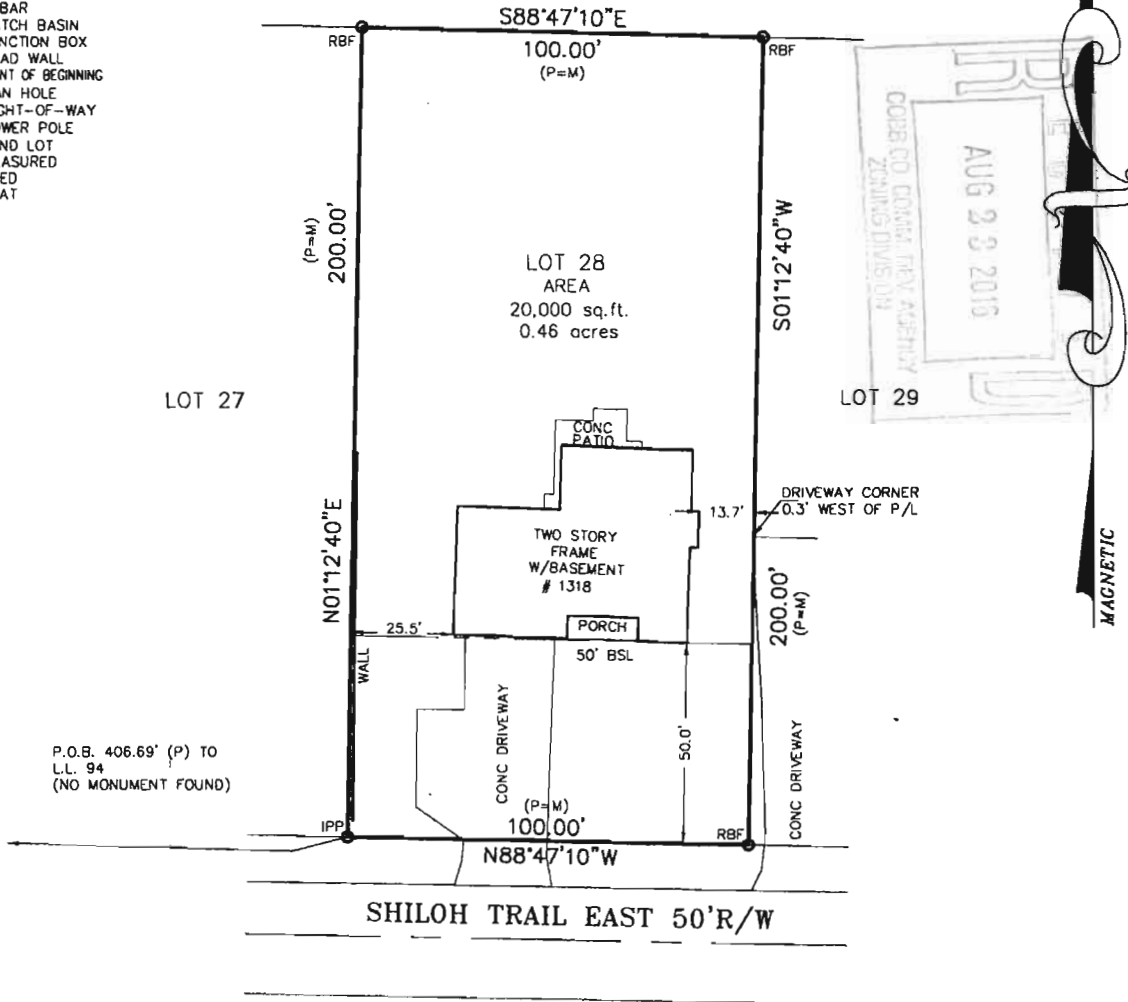 BAR
TCH BASIN
NCTION BOX
AD WALL
NT OF BEGINNING
AN HOLE
GHT-OF-WAY
OWER POLE
ND LOT
ASURED
ED
AT
S88°47'10"E
RBF
100.00'
RBF
(P=M)
COBB CO. COMM. DEV. AGENCY
ZONING DIVISION
AUG 23 2016
(P=M)
200.00'
LOT 28
AREA
20,000 sq.ft.
0.46 acres
S01°12'40"W
LOT 27
LOT 29
CONC
PATIO
DRIVEWAY CORNER
0.3' WEST OF P/L
13.7'
N01°12'40"E
TWO STORY
FRAME
W/BASEMENT
# 1318
MAGNETIC
200.00'
(P=M)
25.5'
PORCH
50' BSL
WALL
CONC DRIVEWAY
50.0'
P.O.B. 406.69' (P) TO
L.L. 94
(NO MONUMENT FOUND)
CONC DRIVEWAY
(P=M)
IPP
100.00'
RBF
N88°47'10"W
SHILOH TRAIL EAST 50'R/W